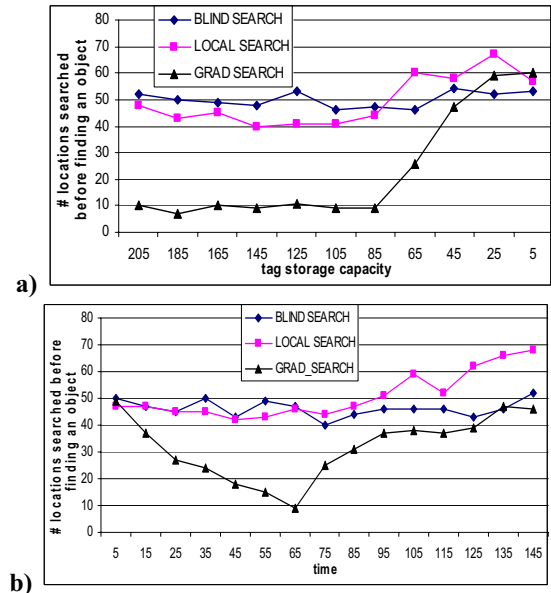 80
70
60
50
40
30
20
10
0
# locations searched
before finding an object
BLIND SEARCH
LOCAL SEARCH
GRAD SEARCH
205 185 165 145 125 105 85 65 45 25 5
tag storage capacity
a)
80
70
60
50
40
30
20
10
0
# locations searched before
finding an object
BLIND SEARCH
LOCAL SEARCH
GRAD_SEARCH
5 15 25 35 45 55 65 75 85 95 105 115 125 135 145
time
b)